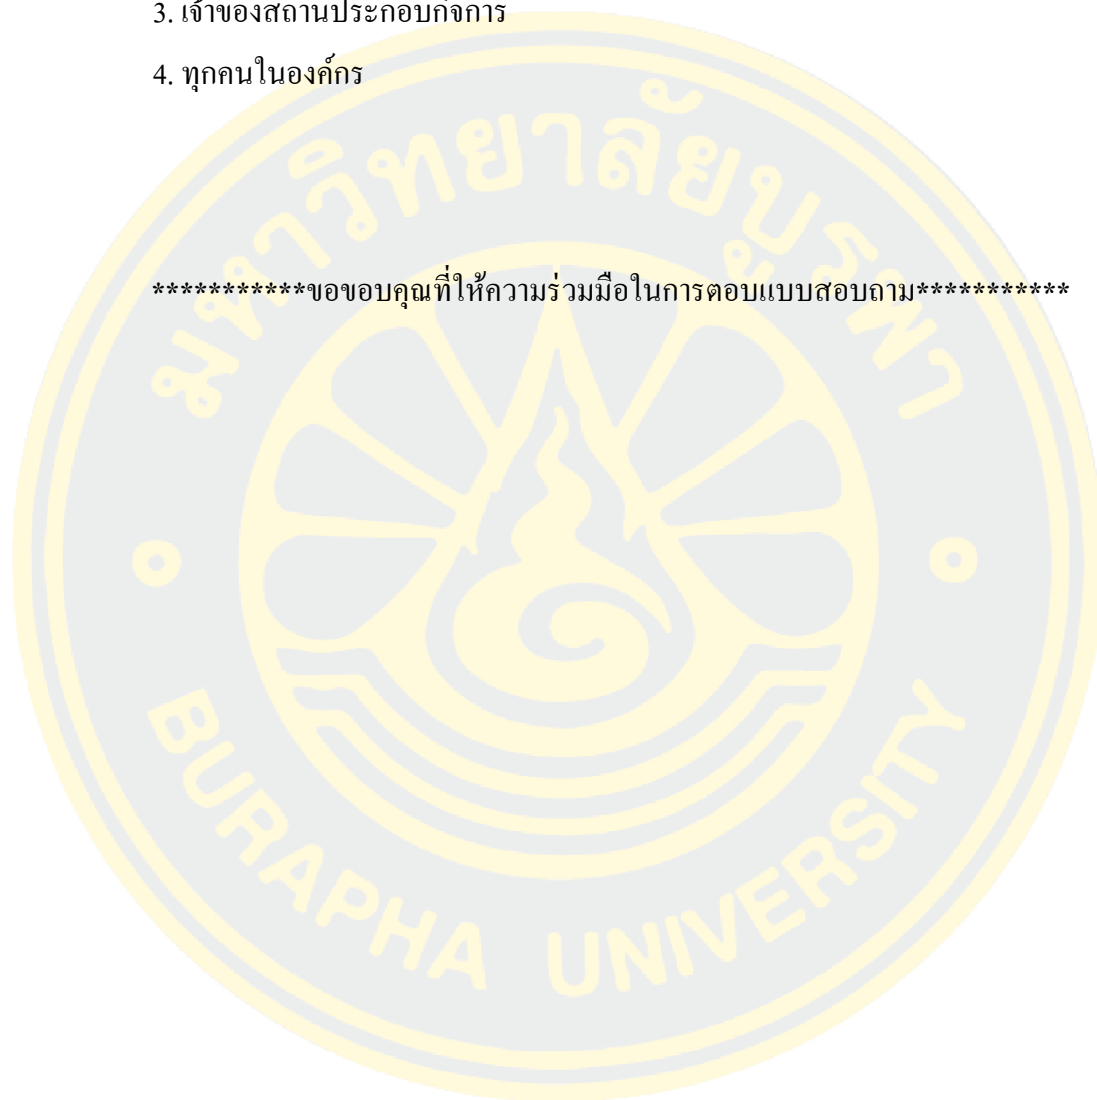 3. เจ้าของสถานประกอบกิจการ
4. ทุกคนในองค์กร
มหาวิทยาลัยบูรพา
***********ขอขอบคุณที่ให้ความร่วมมือในการตอบแบบสอบถาม***********
BURAPHA UNIVERSITY